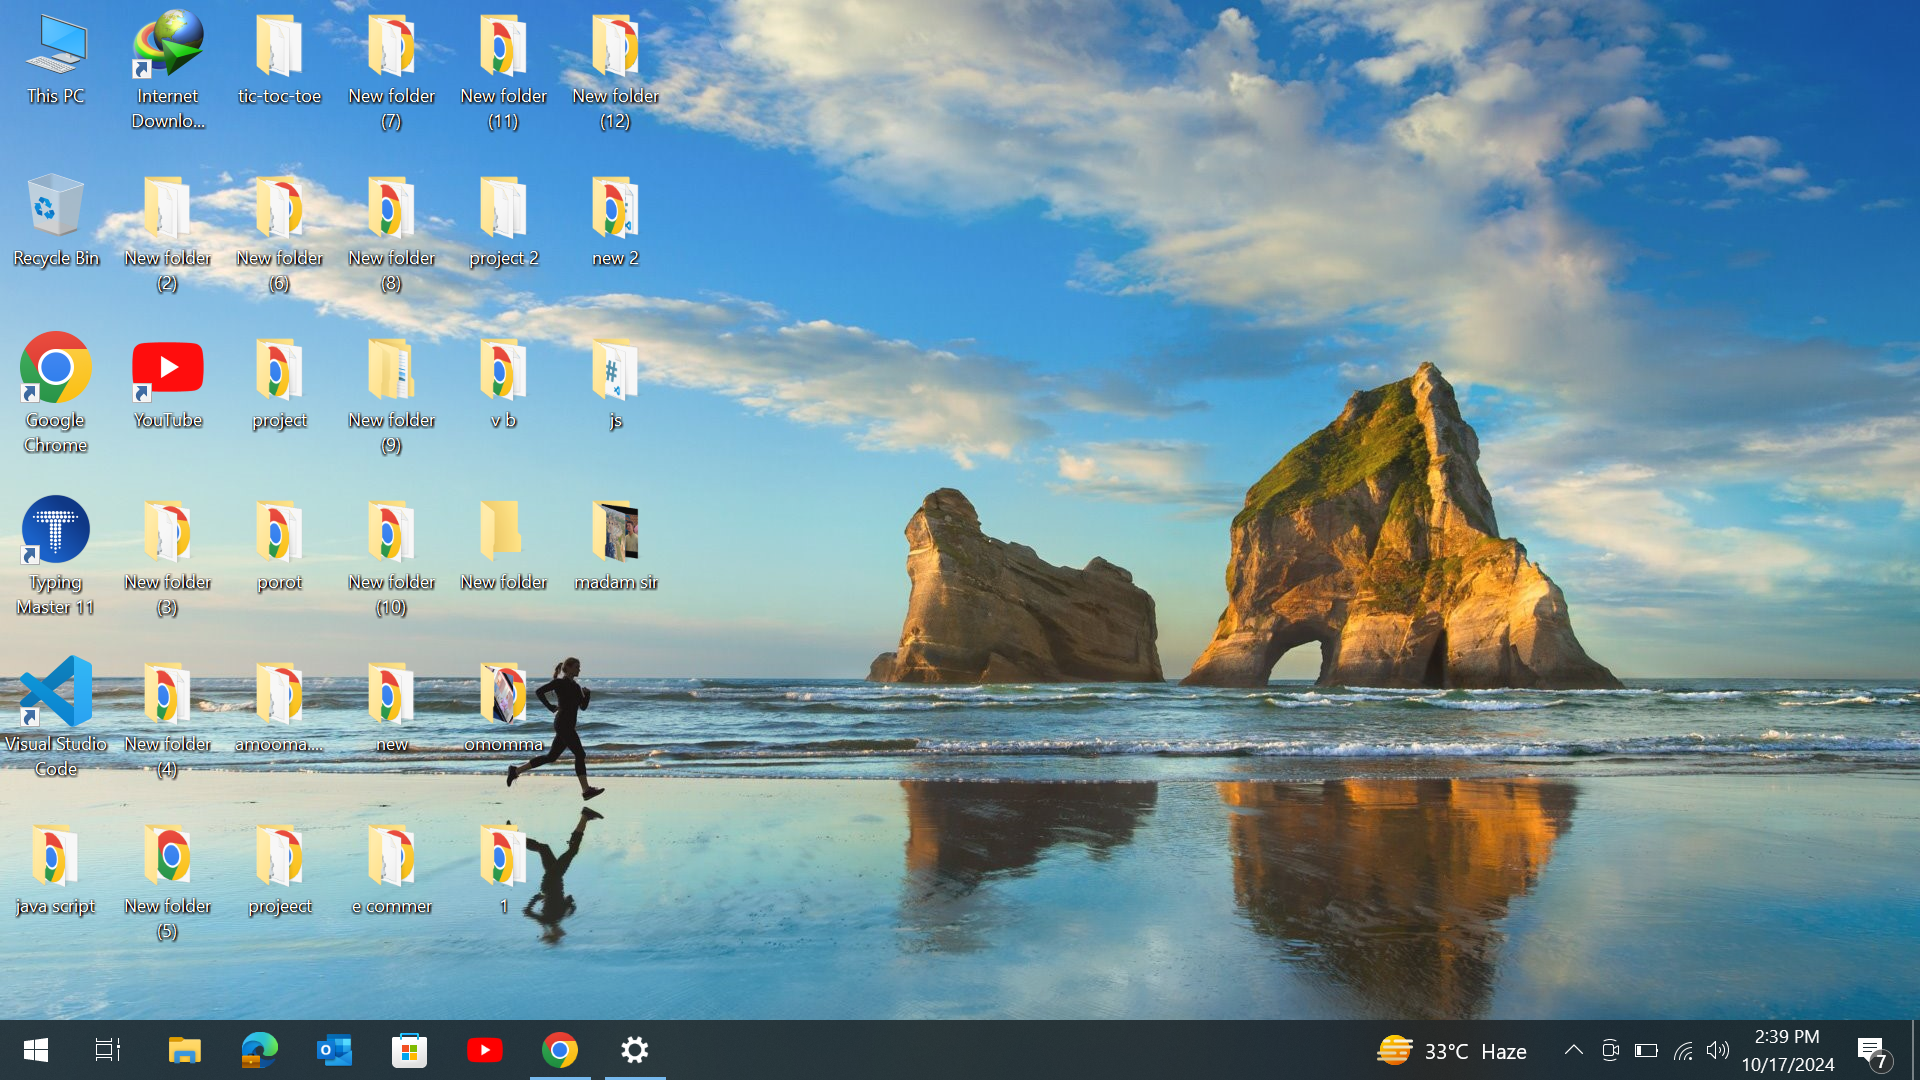 This PC
Internet
Downlo...
tic-toc-toe
New folder
(7)
New folder
(11)
New folder
(12)
Recycle Bin
New folder
(2)
New folder
(6)
New folder
(8)
project 2
new 2
Google
Chrome
YouTube
project
New folder
(9)
v b
js
Typing
Master 11
New folder
(3)
porot
New folder
(10)
New folder
madam sir
Visual Studio
Code
New folder
(4)
amooma....
new
omomma
java script
New folder
(5)
projeect
e commer
1
33°C Haze
2:39 PM
10/17/2024
7